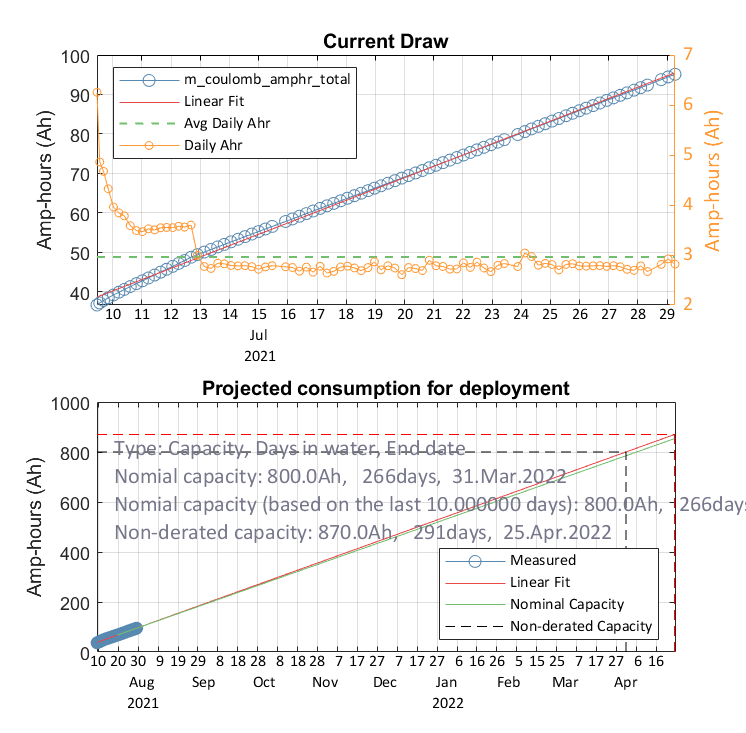 Current Draw
Amp-hours (Ah)
100
90
80
70
60
50
40
7
6
5
4
3
2
Amp-hours (Ah)
m_coulomb_amphr_total
Linear Fit
Avg Daily Ahr
Daily Ahr
10 11 12 13 14 15 16 17 18 19 20 21 22 23 24 25 26 27 28 29
Jul
2021
Projected consumption for deployment
Amp-hours (Ah)
1000
800
600
400
200
0
Type: Capacity, Days in water, End date
Nomial capacity: 800.0Ah, 266days, 31.Mar.2022
Nomial capacity (based on the last 10.000000 days): 800.0Ah, 266days
Non-derated capacity: 870.0Ah, 291days, 25.Apr.2022
Measured
Linear Fit
Nominal Capacity
Non-derated Capacity
10 20 30 9 19 29 8 18 28 8 18 28 7 17 27 7 17 27 6 16 26 5 15 25 7 17 27 6 16
Aug Sep Oct Nov Dec Jan Feb Mar Apr
2021 2022